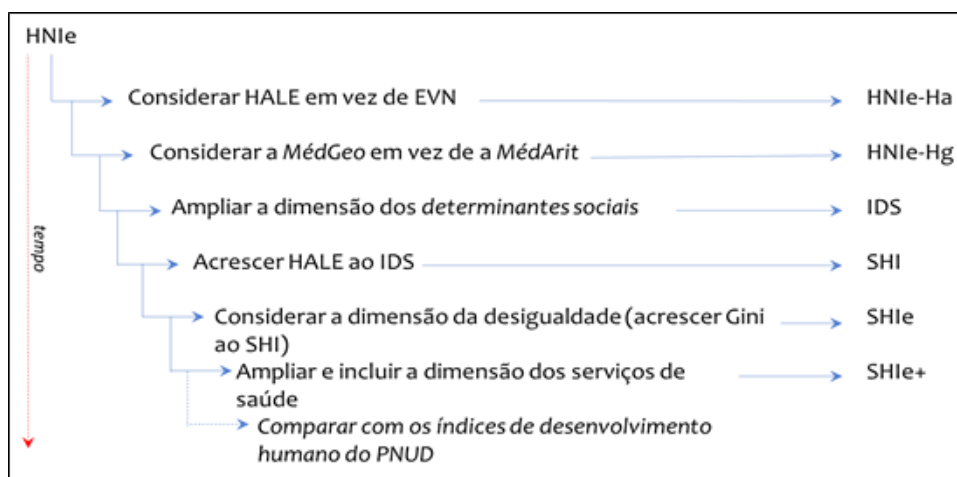 HNIe
Considerar HALE em vez de EVN HNIe-Ha
Considerar a MédGeo em vez de a MédArit HNIe-Hg
Ampliar a dimensão dos determinantes sociais IDS
tempo
Acrescer HALE ao IDS SHI
Considerar a dimensão da desigualdade (acrescer Gini SHIe
ao SHI)
Ampliar e incluir a dimensão dos serviços de SHIe+
saúde
Comparar com os índices de desenvolvimento
humano do PNUD